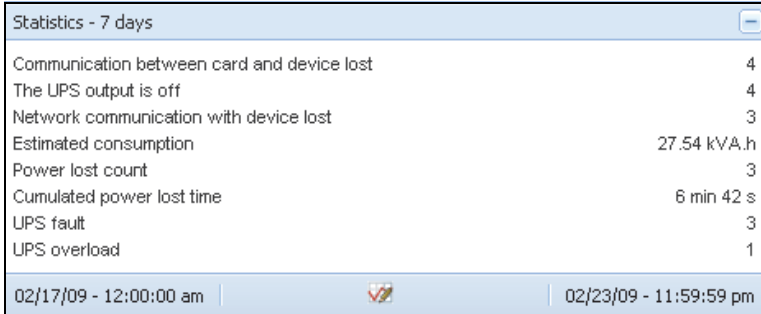 Statistics - 7 days
Communication between card and device lost 4
The UPS output is off 4
Network communication with device lost 3
Estimated consumption 27.54 kVA.h
Power lost count 3
Cumulated power lost time 6 min 42 s
UPS fault 3
UPS overload 1
02/17/09 - 12:00:00 am 02/23/09 - 11:59:59 pm